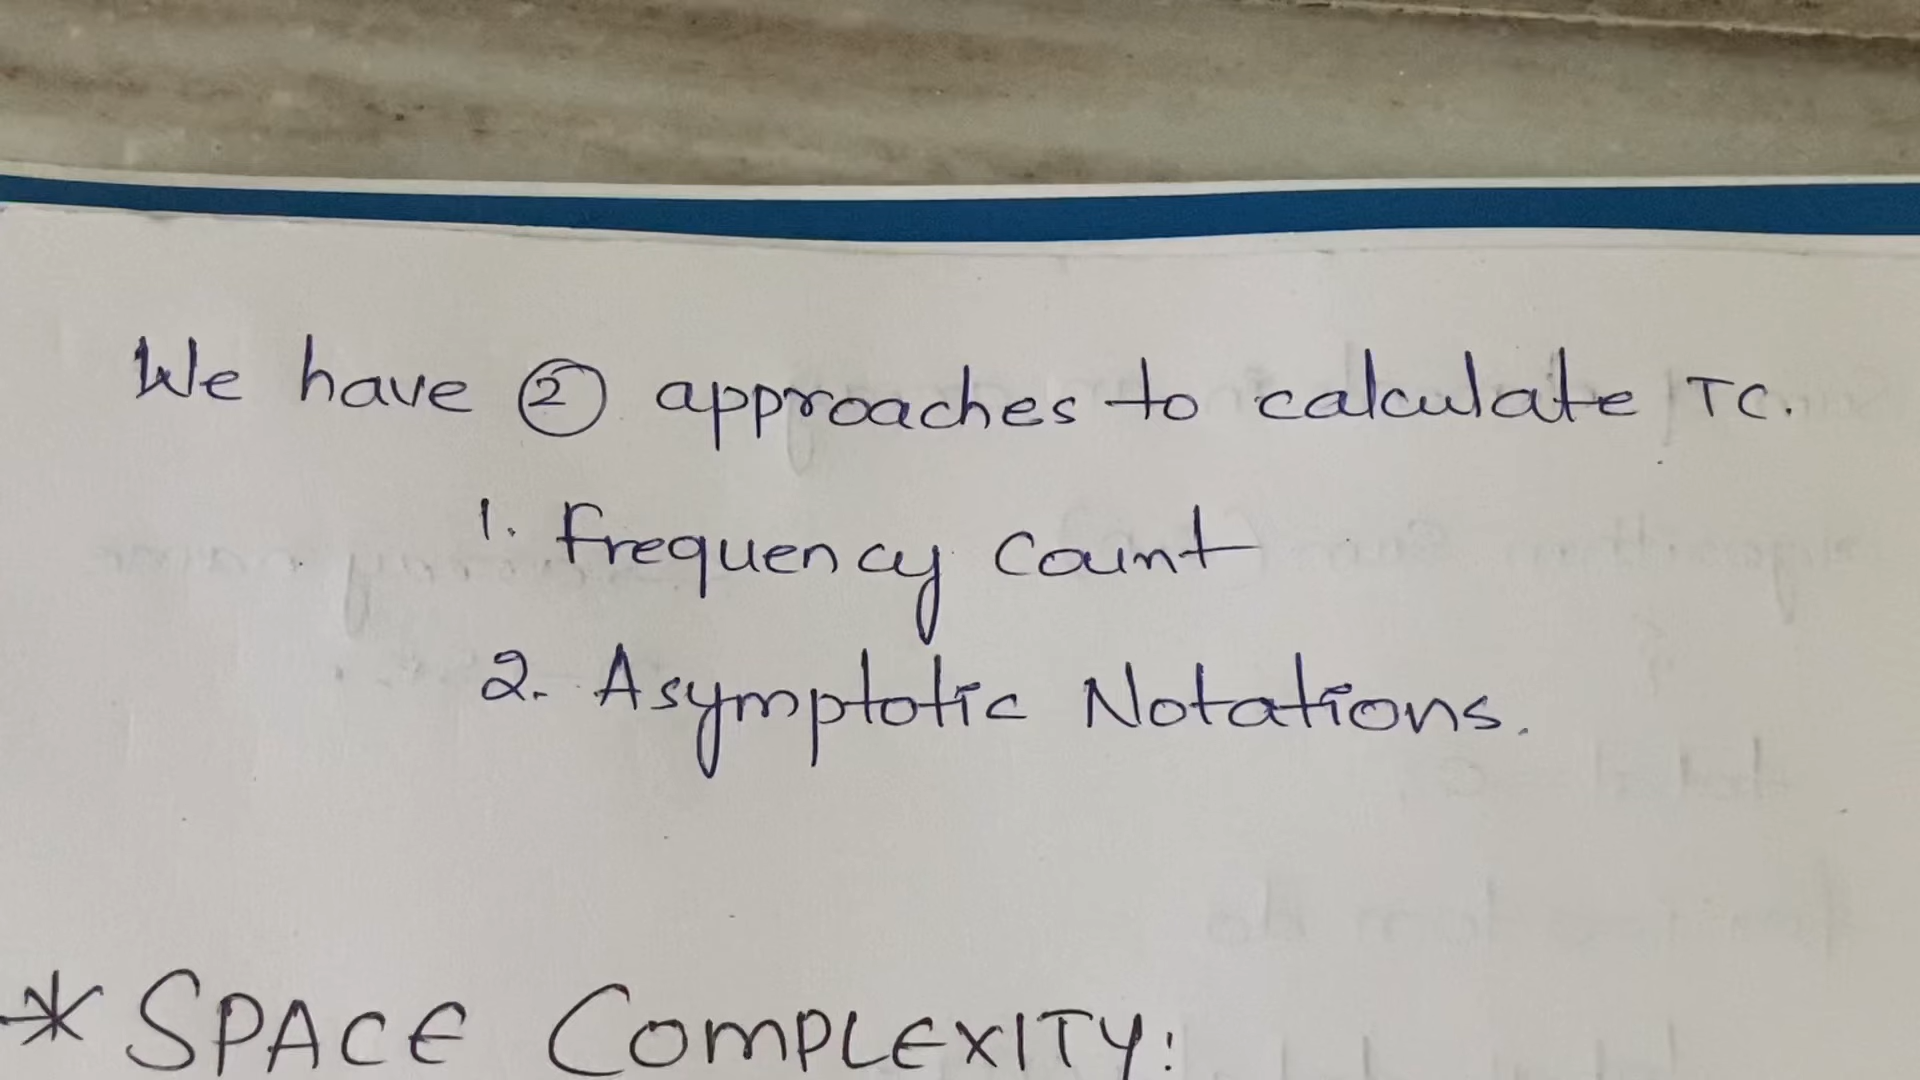 We have ② approaches to calculate TC.
1. Frequency Count
2. Asymptotic Notations.
* SPACE COMPLEXITY: